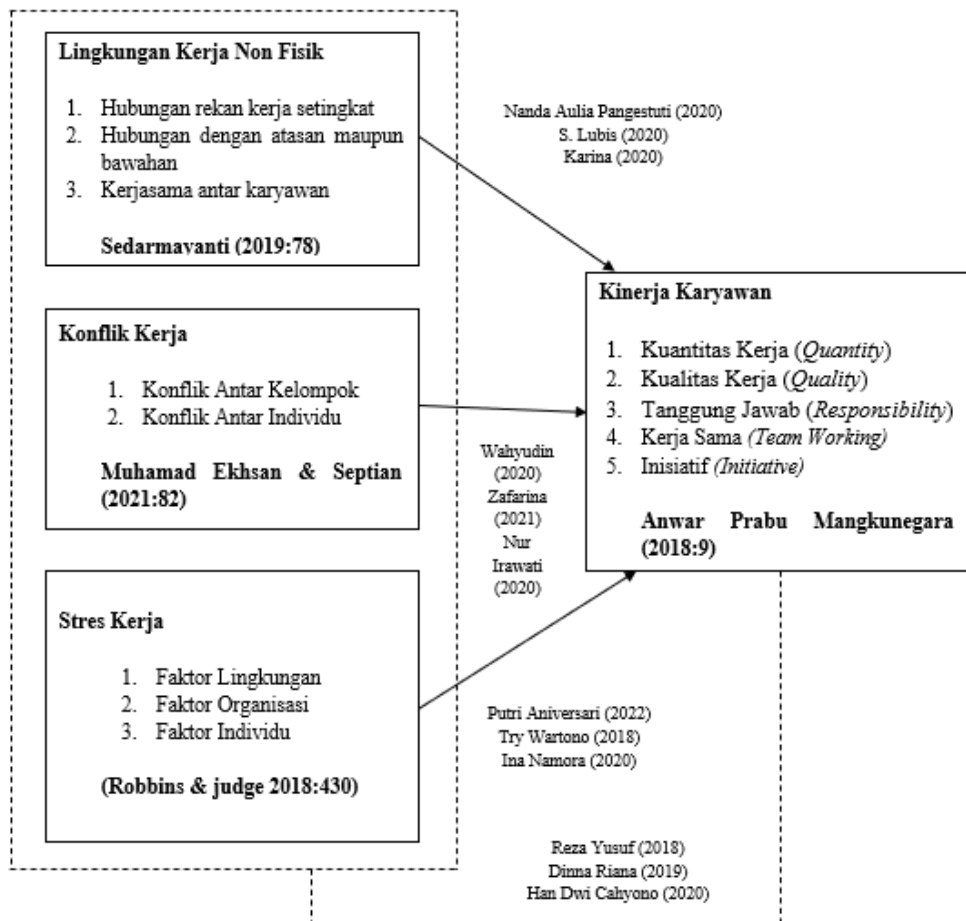 Lingkungan Kerja Non Fisik
1. Hubungan rekan kerja setingkat
2. Hubungan dengan atasan maupun
bawahan
3. Kerjasama antar karyawan
Sedarmayanti (2019:78)
Nanda Aulia Pangestuti (2020)
S. Lubis (2020)
Karina (2020)
Konflik Kerja
1. Konflik Antar Kelompok
2. Konflik Antar Individu
Muhamad Ekhsan & Septian
(2021:82)
Wahyudin
(2020)
Zafarina
(2021)
Nur
Irawati
(2020)
Kinerja Karyawan
1. Kuantitas Kerja (Quantity)
2. Kualitas Kerja (Quality)
3. Tanggung Jawab (Responsibility)
4. Kerja Sama (Team Working)
5. Inisiatif (Initiative)
Anwar Prabu Mangkunegara
(2018:9)
Stres Kerja
1. Faktor Lingkungan
2. Faktor Organisasi
3. Faktor Individu
(Robbins & judge 2018:430)
Putri Aniversari (2022)
Try Wartono (2018)
Ina Namora (2020)
Reza Yusuf (2018)
Dinna Riana (2019)
Han Dwi Cahyono (2020)